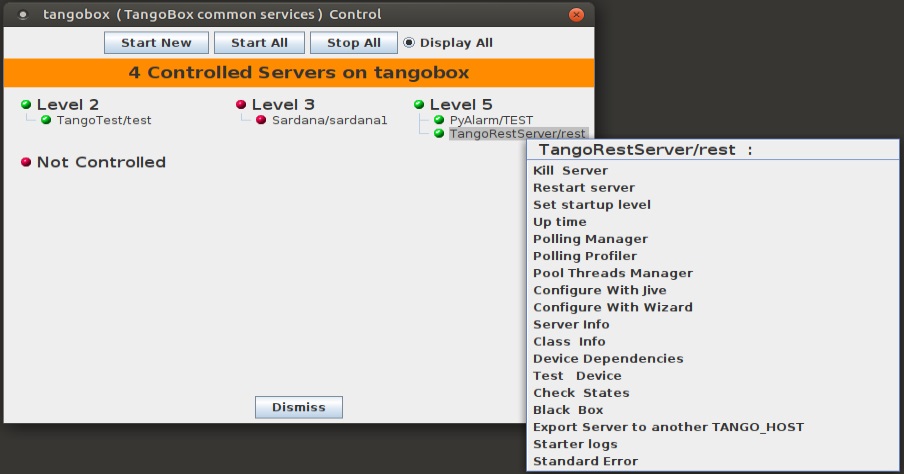 tangobox  ( TangoBox common services )  Control
Start New
Start All
Stop All
Display All
4 Controlled Servers on tangobox
Level 2
TangoTest/test
Level 3
Sardana/sardana1
Level 5
PyAlarm/TEST
TangoRestServer/rest
Not Controlled
Dismiss
TangoRestServer/rest  :
Kill  Server
Restart server
Set startup level
Up time
Polling Manager
Polling Profiler
Pool Threads Manager
Configure With Jive
Configure With Wizard
Server Info
Class  Info
Device Dependencies
Test   Device
Check  States
Black  Box
Export Server to another TANGO_HOST
Starter logs
Standard Error